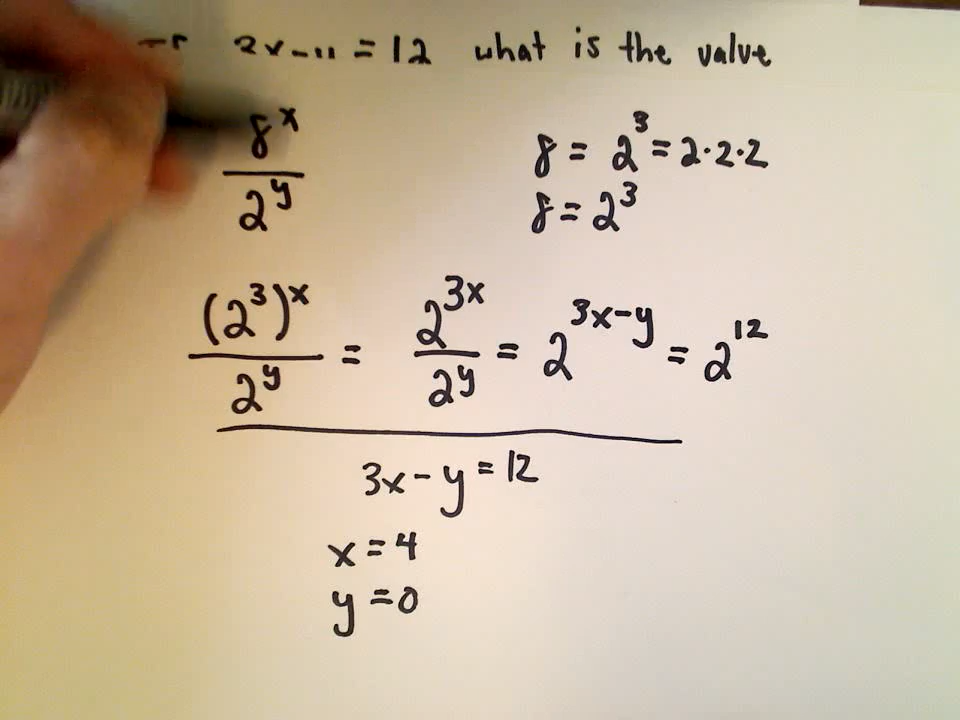 = 12 what is the value
8^x / 2^y
8 = 2^3 = 2·2·2
8 = 2^3
(2^3)^x / 2^y = 2^3x / 2^y = 2^3x-y = 2^12
3x - y = 12
x = 4
y = 0